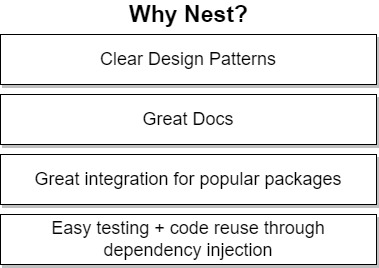 Why Nest?
Clear Design Patterns
Great Docs
Great integration for popular packages
Easy testing + code reuse through
dependency injection